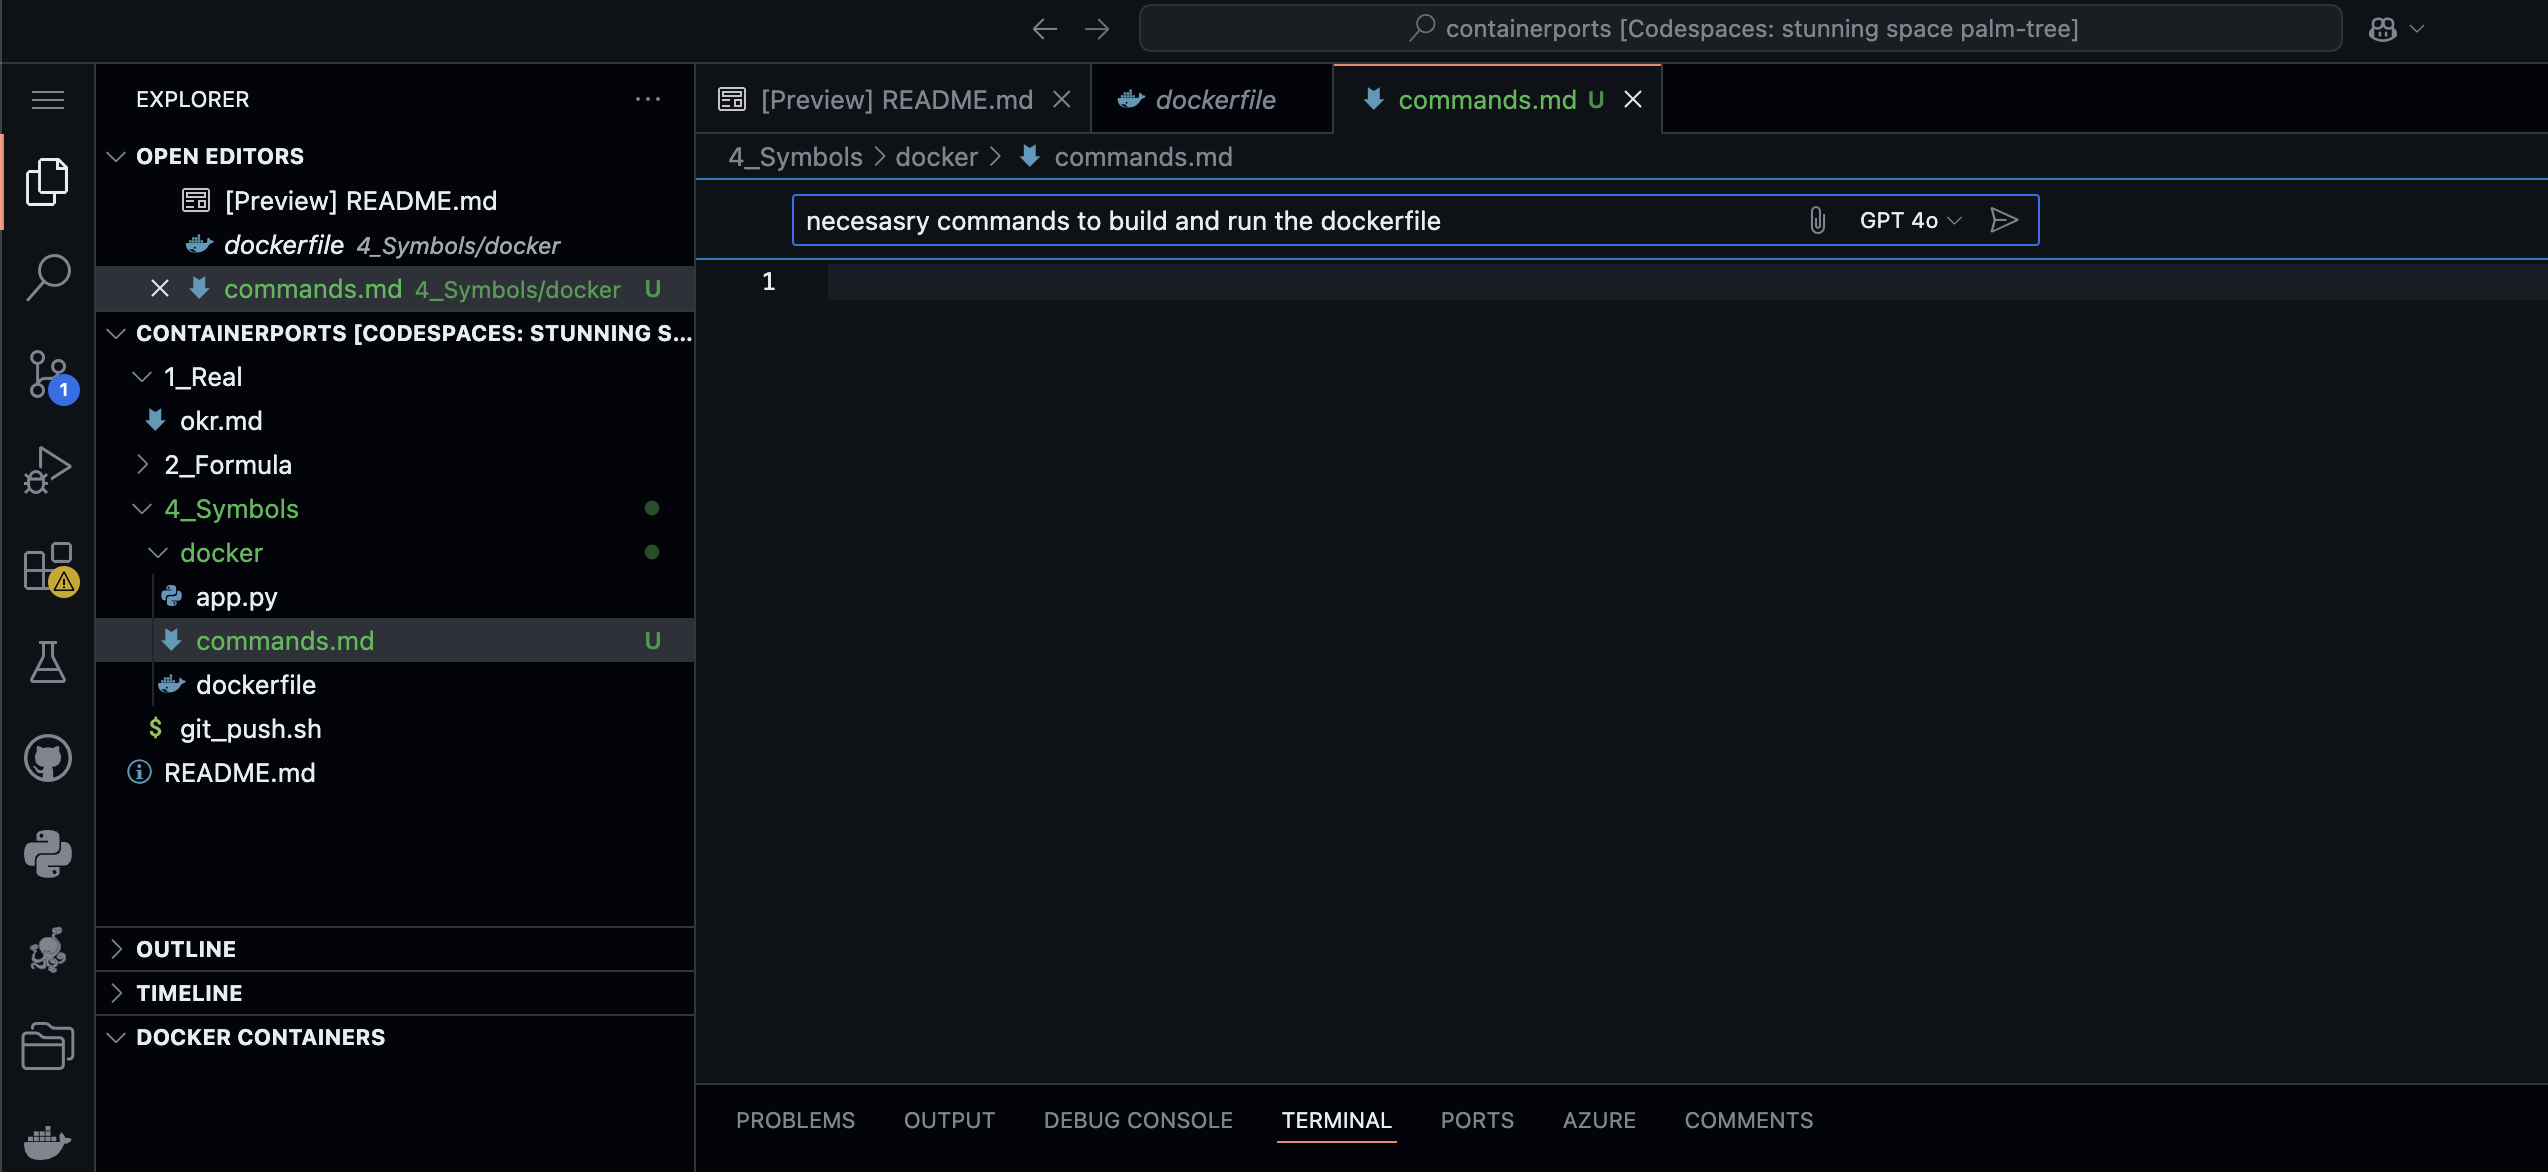 containerports [Codespaces: stunning space palm-tree]
EXPLORER
OPEN EDITORS
[Preview] README.md
dockerfile 4_Symbols/docker
commands.md 4_Symbols/docker U
CONTAINERPORTS [CODESPACES: STUNNING S...
1_Real
okr.md
2_Formula
4_Symbols
docker
app.py
commands.md U
dockerfile
$ git_push.sh
README.md
OUTLINE
TIMELINE
DOCKER CONTAINERS
1
[Preview] README.md
dockerfile
commands.md U
4_Symbols > docker > commands.md
necesasry commands to build and run the dockerfile GPT 4o
1
PROBLEMS OUTPUT DEBUG CONSOLE TERMINAL PORTS AZURE COMMENTS